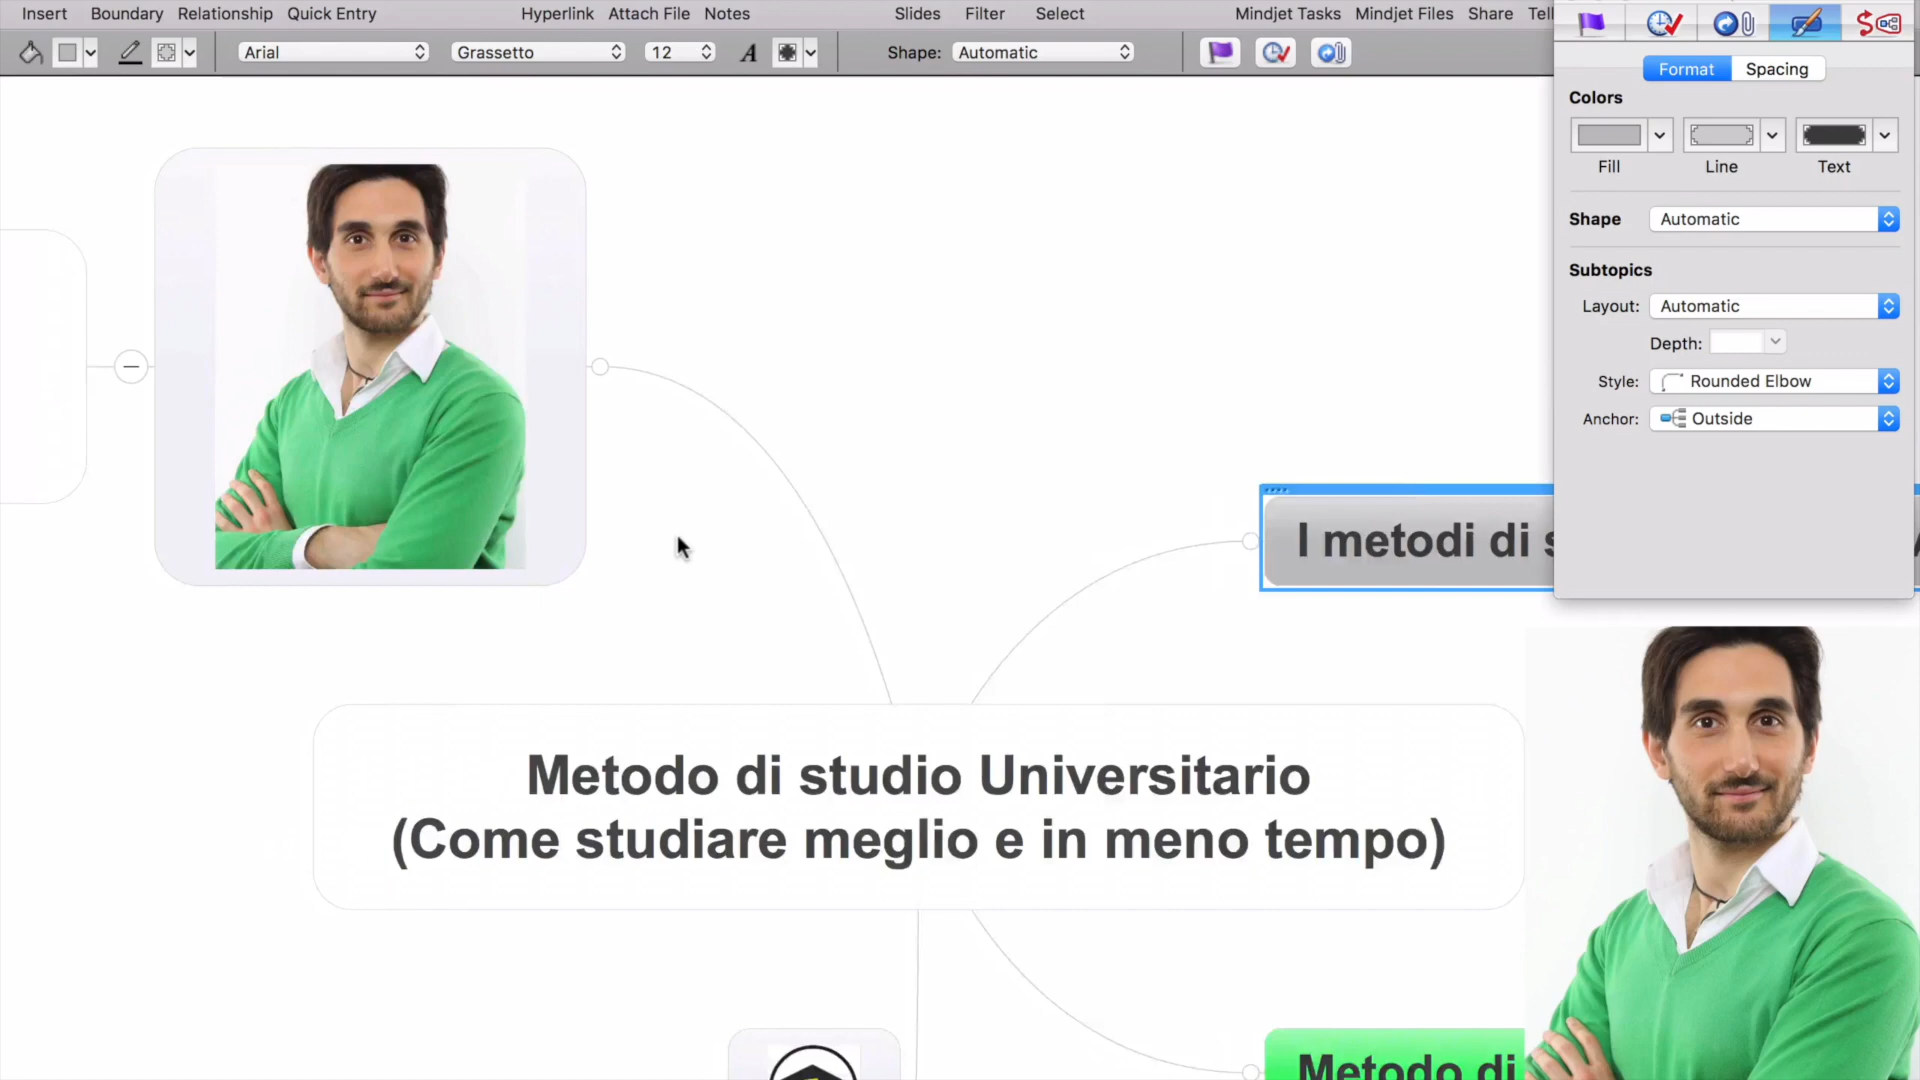 Insert Boundary Relationship Quick Entry Hyperlink Attach File Notes Slides Filter Select Mindjet Tasks Mindjet Files Share Tell
Arial Grassetto 12 A Shape: Automatic
Format Spacing
Colors
Fill Line Text
Shape Automatic
Subtopics
Layout: Automatic
Depth:
Style: Rounded Elbow
Anchor: Outside
I metodi di
Metodo di studio Universitario
(Come studiare meglio e in meno tempo)
Metodo di